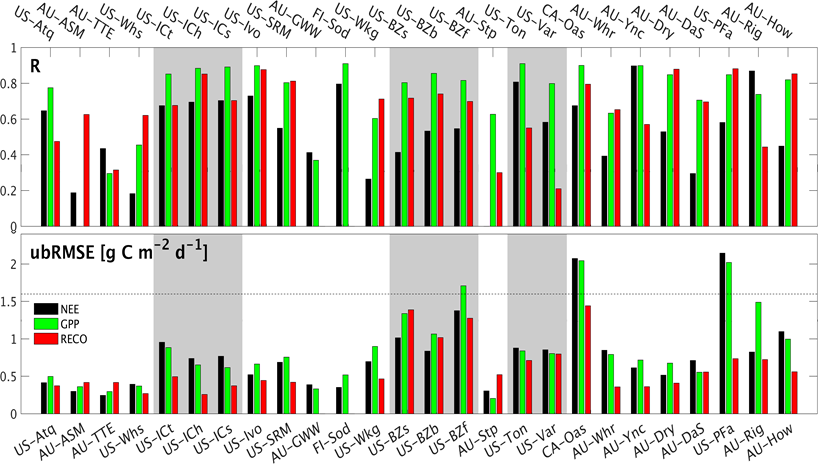 US-Atq AU-ASM AU-TTE US-Whs US-ICt US-ICh US-ICs US-Ivo US-SRM AU-GWW FI-Sod US-Wkg US-BZs US-BZb US-BZf AU-Stp US-Ton US-Var CA-Oas AU-Whr AU-Ync AU-Dry AU-DaS US-PFa AU-Rig AU-How
1
R
0.8
0.6
0.4
0.2
0
ubRMSE [g C m⁻² d⁻¹]
2
1.5
NEE
GPP
1
RECO
0.5
0
US-Atq AU-ASM AU-TTE US-Whs US-ICt US-ICh US-ICs US-Ivo US-SRM AU-GWW FI-Sod US-Wkg US-BZs US-BZb US-BZf AU-Stp US-Ton US-Var CA-Oas AU-Whr AU-Ync AU-Dry AU-DaS US-PFa AU-Rig AU-How